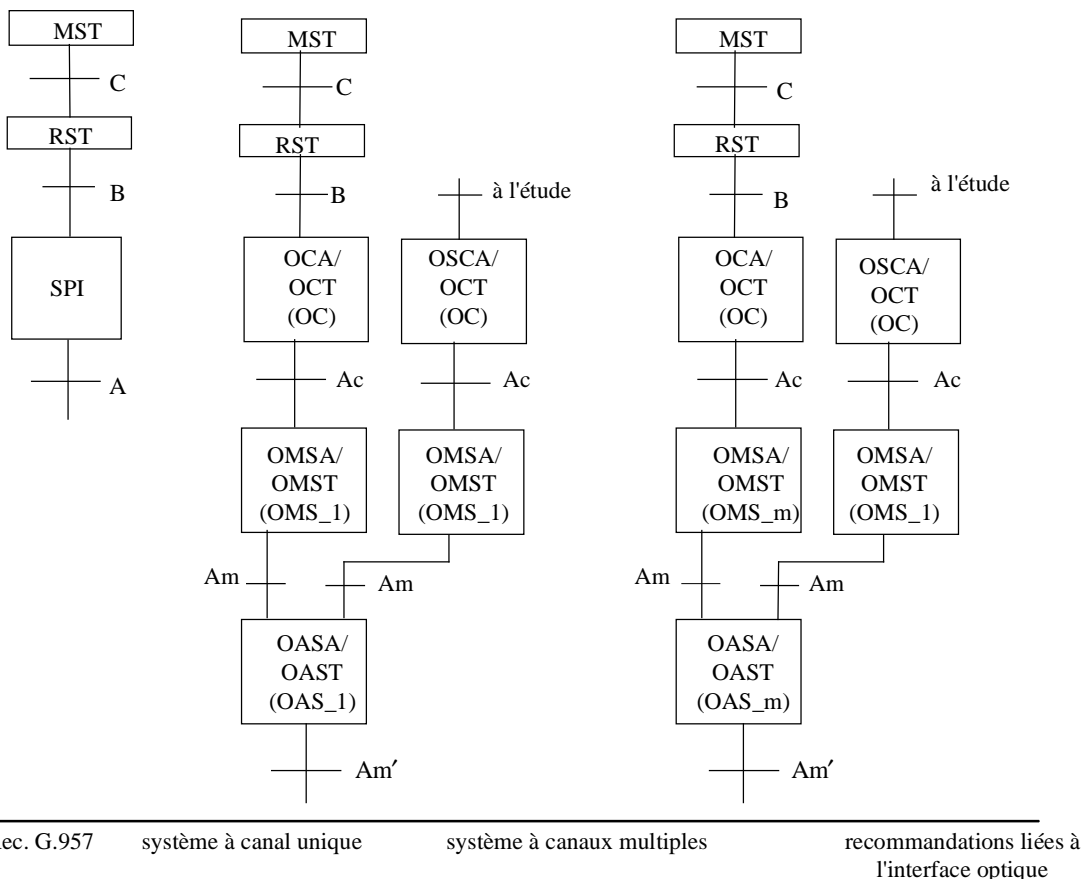 MST
C
RST
B
SPI
A
MST
C
RST
B
à l'étude
OCA/
OCT
(OC)
OSCA/
OCT
(OC)
Ac
Ac
OMSA/
OMST
(OMS_1)
OMSA/
OMST
(OMS_1)
Am
Am
OASA/
OAST
(OAS_1)
Am′
MST
C
RST
B
à l'étude
OCA/
OCT
(OC)
OSCA/
OCT
(OC)
Ac
Ac
OMSA/
OMST
(OMS_m)
OMSA/
OMST
(OMS_1)
Am
Am
OASA/
OAST
(OAS_m)
Am′
ec. G.957 système à canal unique système à canaux multiples recommandations liées à
l'interface optique